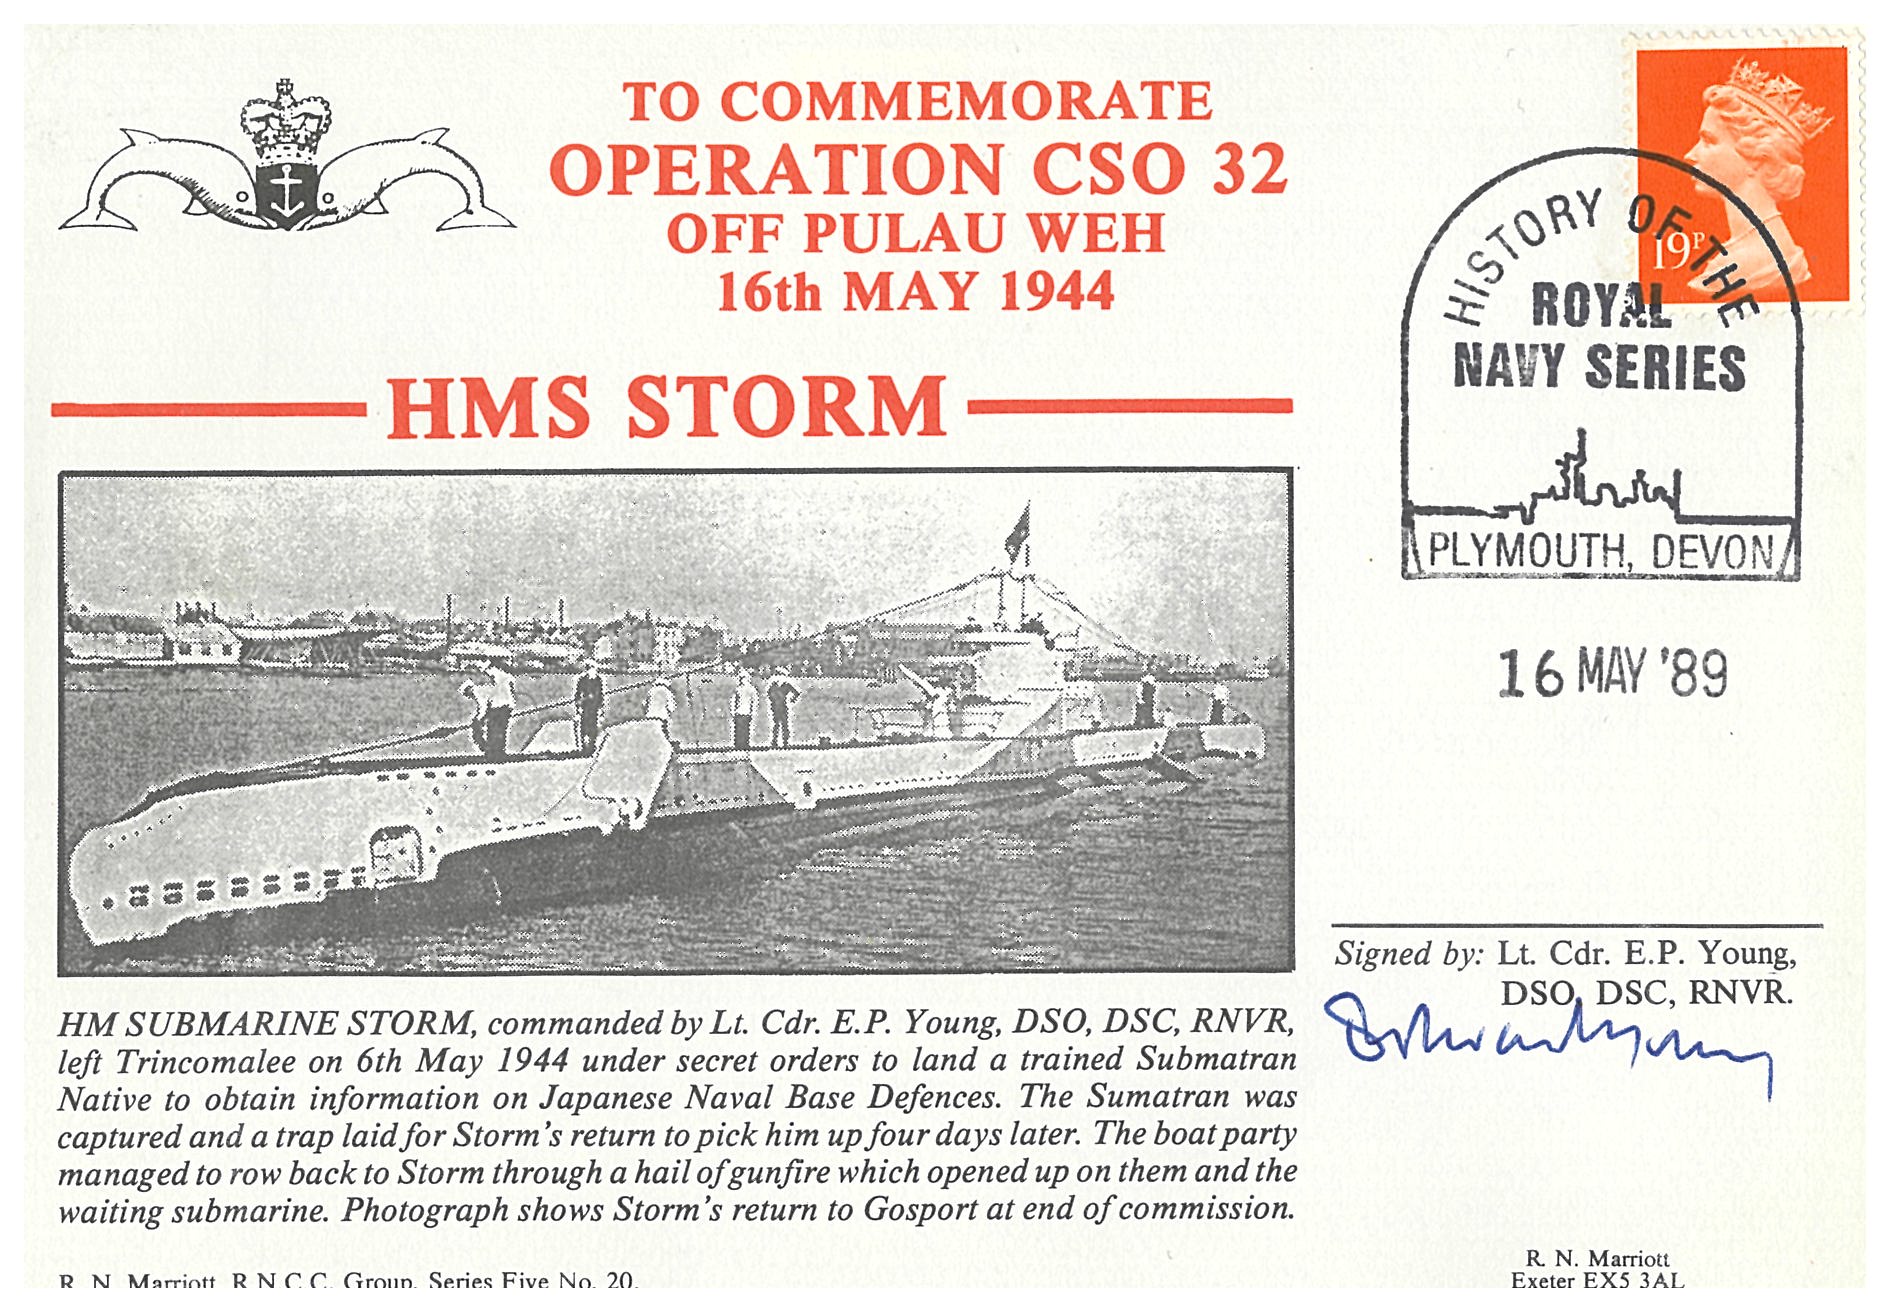 TO COMMEMORATE
OPERATION CSO 32
OFF PULAU WEH
16th MAY 1944
HMS STORM
19P
HISTORY OF THE
ROYAL
NAVY SERIES
PLYMOUTH, DEVON
16 MAY '89
Signed by: Lt. Cdr. E.P. Young,
DSO, DSC, RNVR.
Edward Young
HM SUBMARINE STORM, commanded by Lt. Cdr. E.P. Young, DSO, DSC, RNVR,
left Trincomalee on 6th May 1944 under secret orders to land a trained Submatran
Native to obtain information on Japanese Naval Base Defences. The Sumatran was
captured and a trap laid for Storm's return to pick him up four days later. The boat party
managed to row back to Storm through a hail of gunfire which opened up on them and the
waiting submarine. Photograph shows Storm's return to Gosport at end of commission.
R. N. Marriott, R.N.C.C. Group, Series Five No. 20.
R. N. Marriott
Exeter EX5 3AL